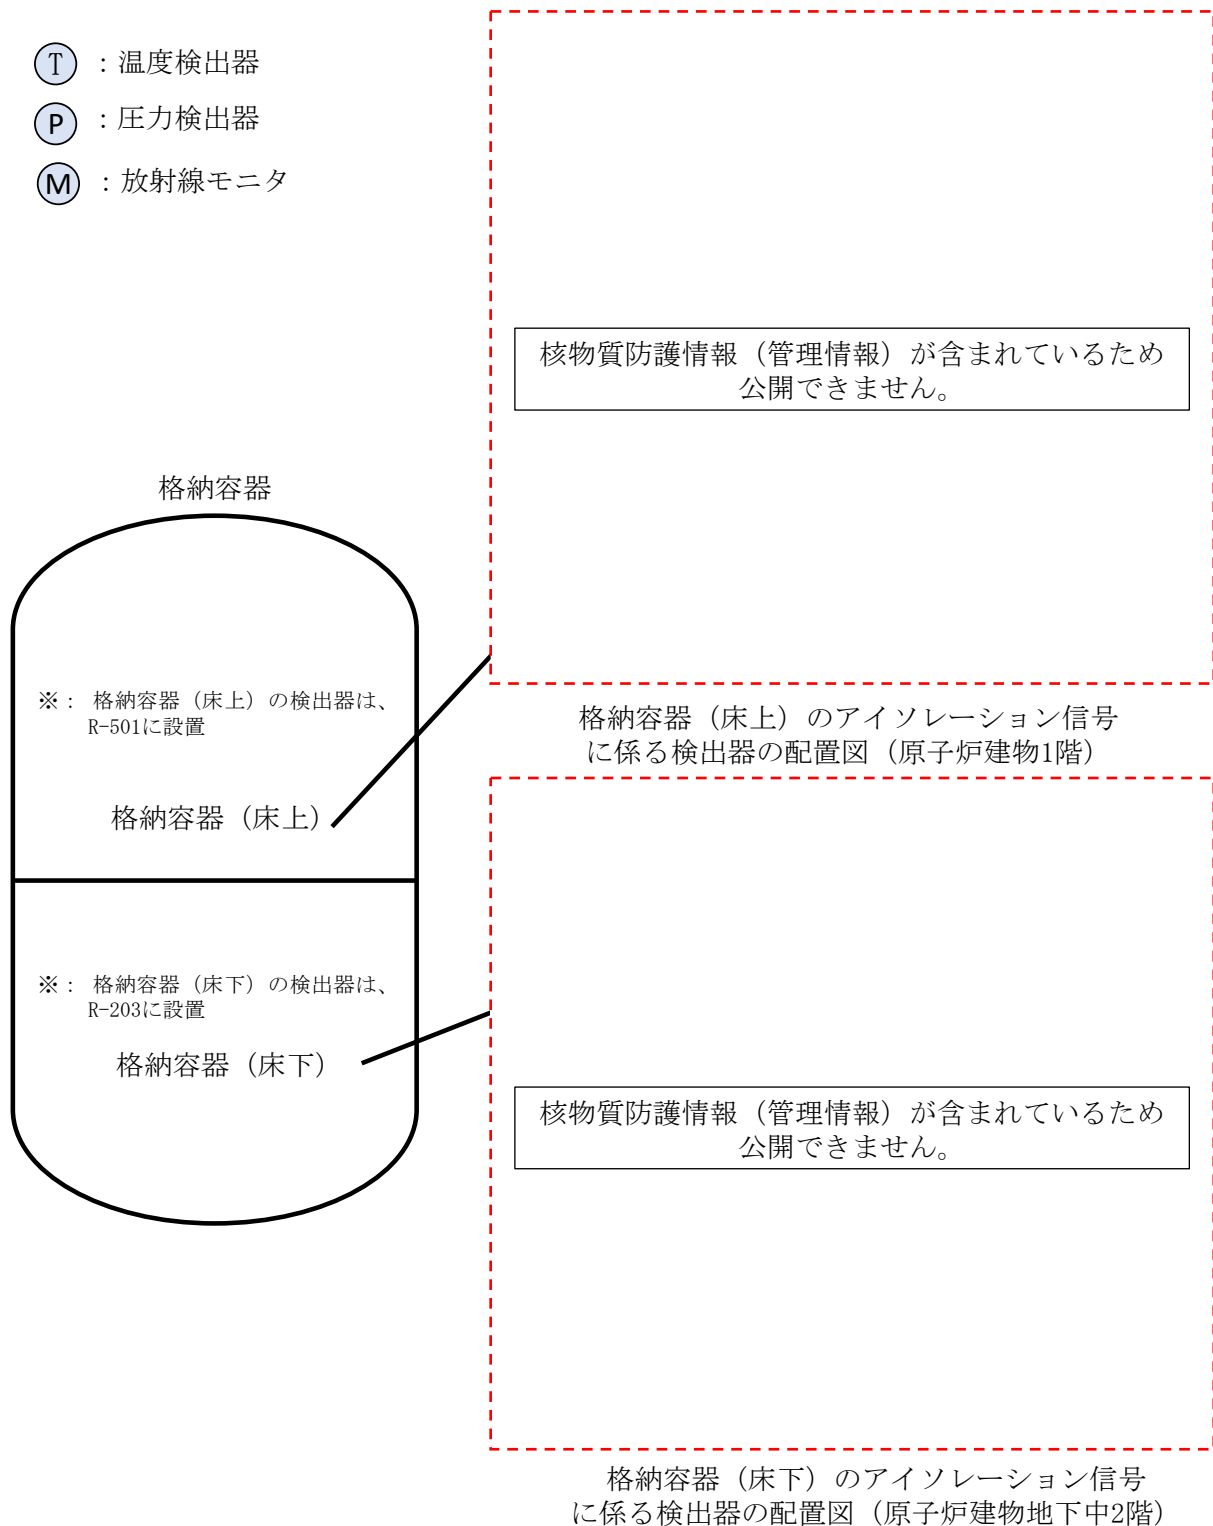 T ：温度検出器
P ：圧力検出器
M ：放射線モニタ
核物質防護情報（管理情報）が含まれているため
公開できません。
格納容器
※： 格納容器（床上）の検出器は、
R-501に設置
格納容器（床上）
格納容器（床上）のアイソレーション信号
に係る検出器の配置図（原子炉建物1階）
※： 格納容器（床下）の検出器は、
R-203に設置
格納容器（床下）
核物質防護情報（管理情報）が含まれているため
公開できません。
格納容器（床下）のアイソレーション信号
に係る検出器の配置図（原子炉建物地下中2階）